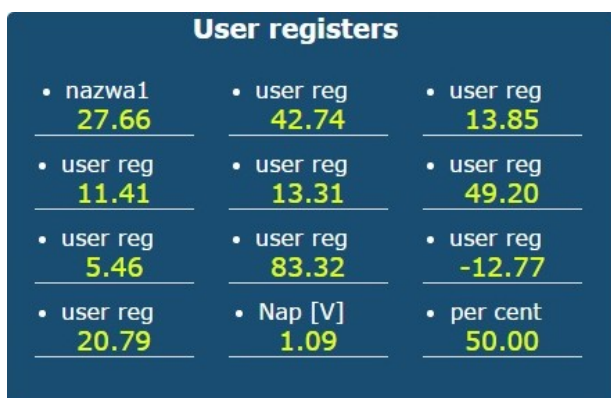 User registers
• nazwa1 • user reg • user reg
27.66 42.74 13.85
• user reg • user reg • user reg
11.41 13.31 49.20
• user reg • user reg • user reg
5.46 83.32 -12.77
• user reg • Nap [V] • per cent
20.79 1.09 50.00